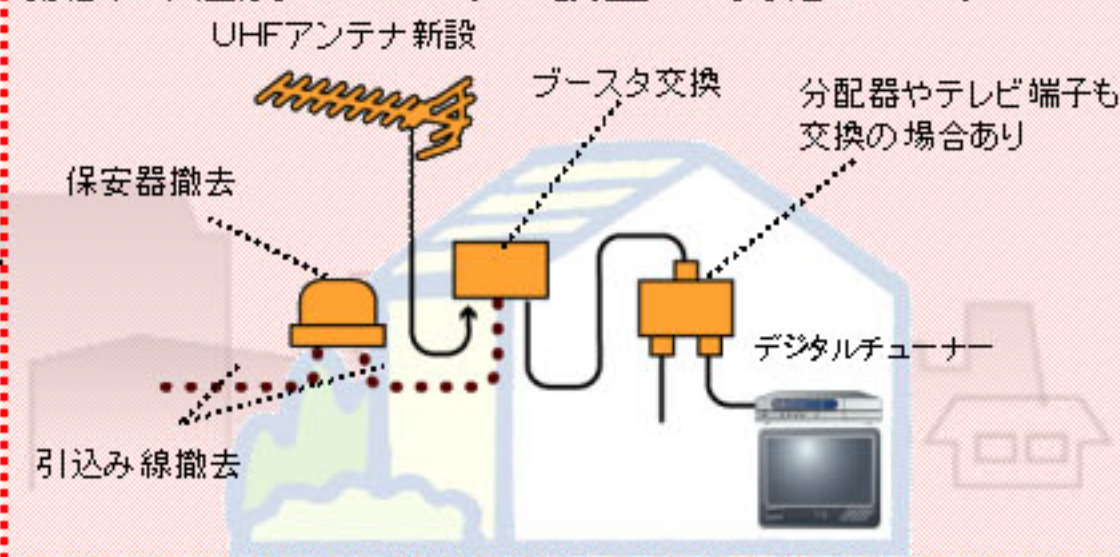 UHFアンテナ新設
ブースタ交換
分配器やテレビ端子も
交換の場合あり
保安器撤去
デジタルチューナー
引込み線撤去